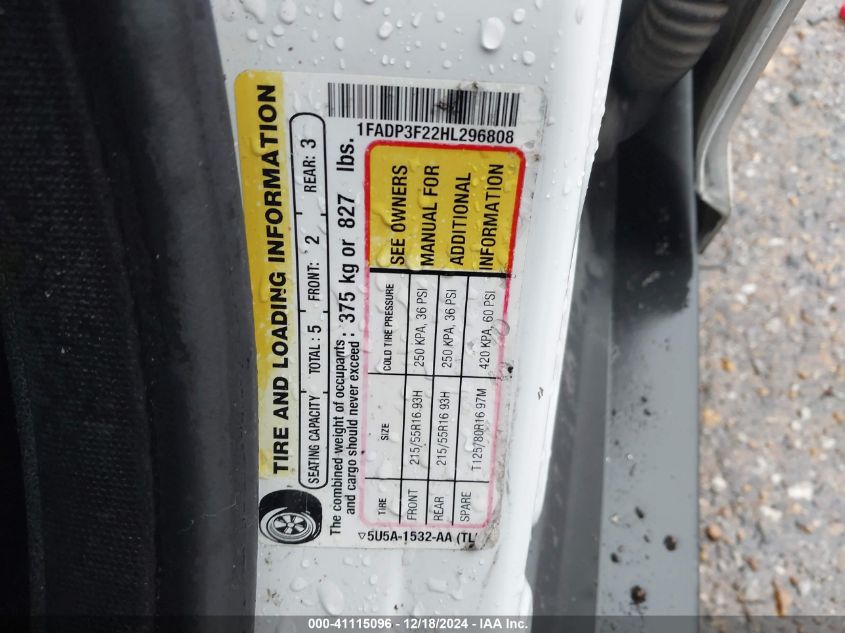 1FADP3F22HL296808
TIRE AND LOADING INFORMATION
SEATING CAPACITY TOTAL: 5 FRONT: 2 REAR: 3
The combined weight of occupants
and cargo should never exceed : 375 kg or 827 lbs.
TIRE SIZE COLD TIRE PRESSURE
FRONT 215/55R16 93H 250 KPA, 36 PSI
REAR 215/55R16 93H 250 KPA, 36 PSI
SPARE T125/80R16 97M 420 KPA, 60 PSI
SEE OWNERS
MANUAL FOR
ADDITIONAL
INFORMATION
5U5A-1532-AA (TL/
000-41115096 - 12/18/2024 - © IAA Inc.